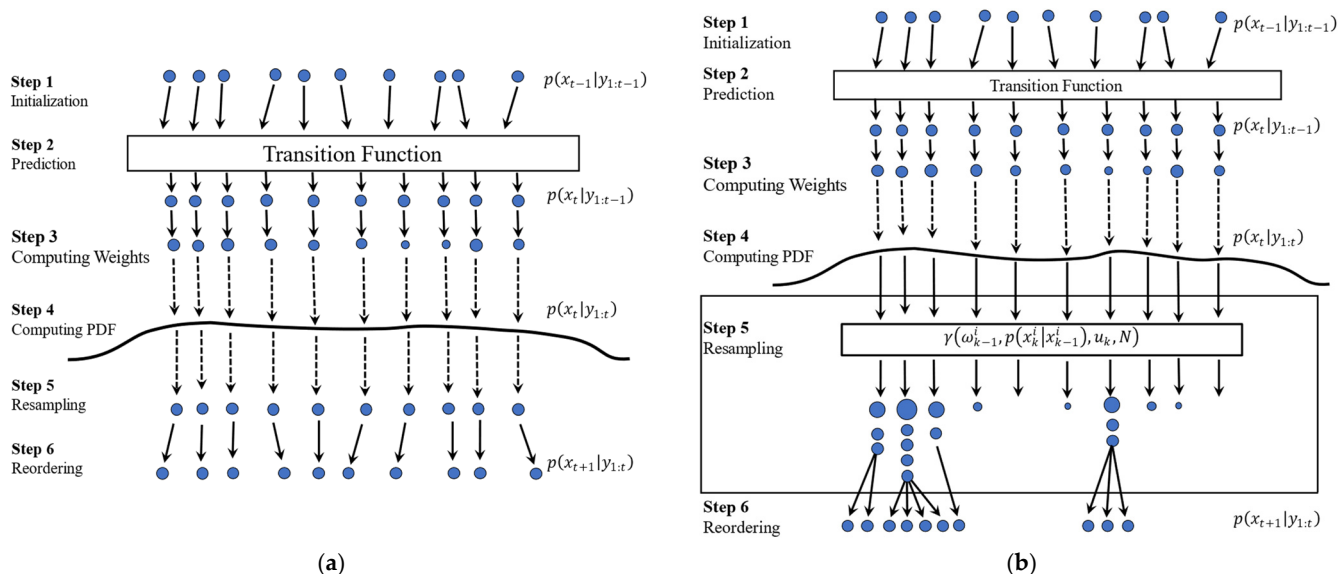 Step 1
Initialization
p(x_{t−1}|y_{1:t−1})
Step 2
Prediction
Transition Function
p(x_t|y_{1:t−1})
Step 3
Computing Weights
Step 4
Computing PDF
p(x_t|y_{1:t})
Step 5
Resampling
Step 6
Reordering
p(x_{t+1}|y_{1:t})
(a)
Step 1
Initialization
p(x_{t−1}|y_{1:t−1})
Step 2
Prediction
Transition Function
p(x_t|y_{1:t−1})
Step 3
Computing Weights
Step 4
Computing PDF
p(x_t|y_{1:t})
Step 5
Resampling
γ(ω^i_{k−1}, p(x^i_k|x^i_{k−1}), u_k, N)
Step 6
Reordering
p(x_{t+1}|y_{1:t})
(b)